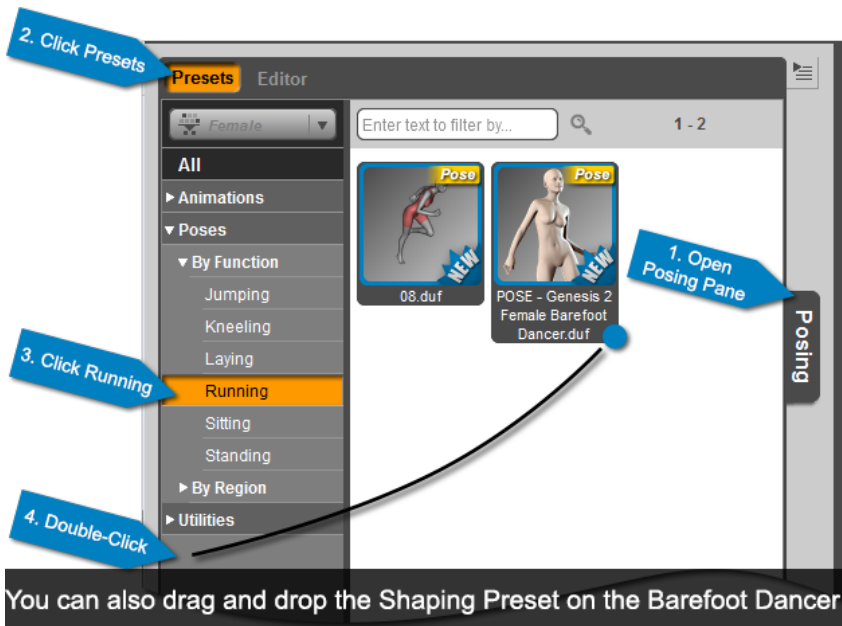 2. Click Presets
Presets
Editor
Female
Enter text to filter by...
1 - 2
All
Animations
Poses
By Function
Jumping
Kneeling
Laying
Running
Sitting
Standing
By Region
Utilities
Pose
NEW
08.duf
Pose
NEW
POSE - Genesis 2
Female Barefoot
Dancer.duf
1. Open
Posing Pane
Posing
3. Click Running
4. Double-Click
You can also drag and drop the Shaping Preset on the Barefoot Dancer